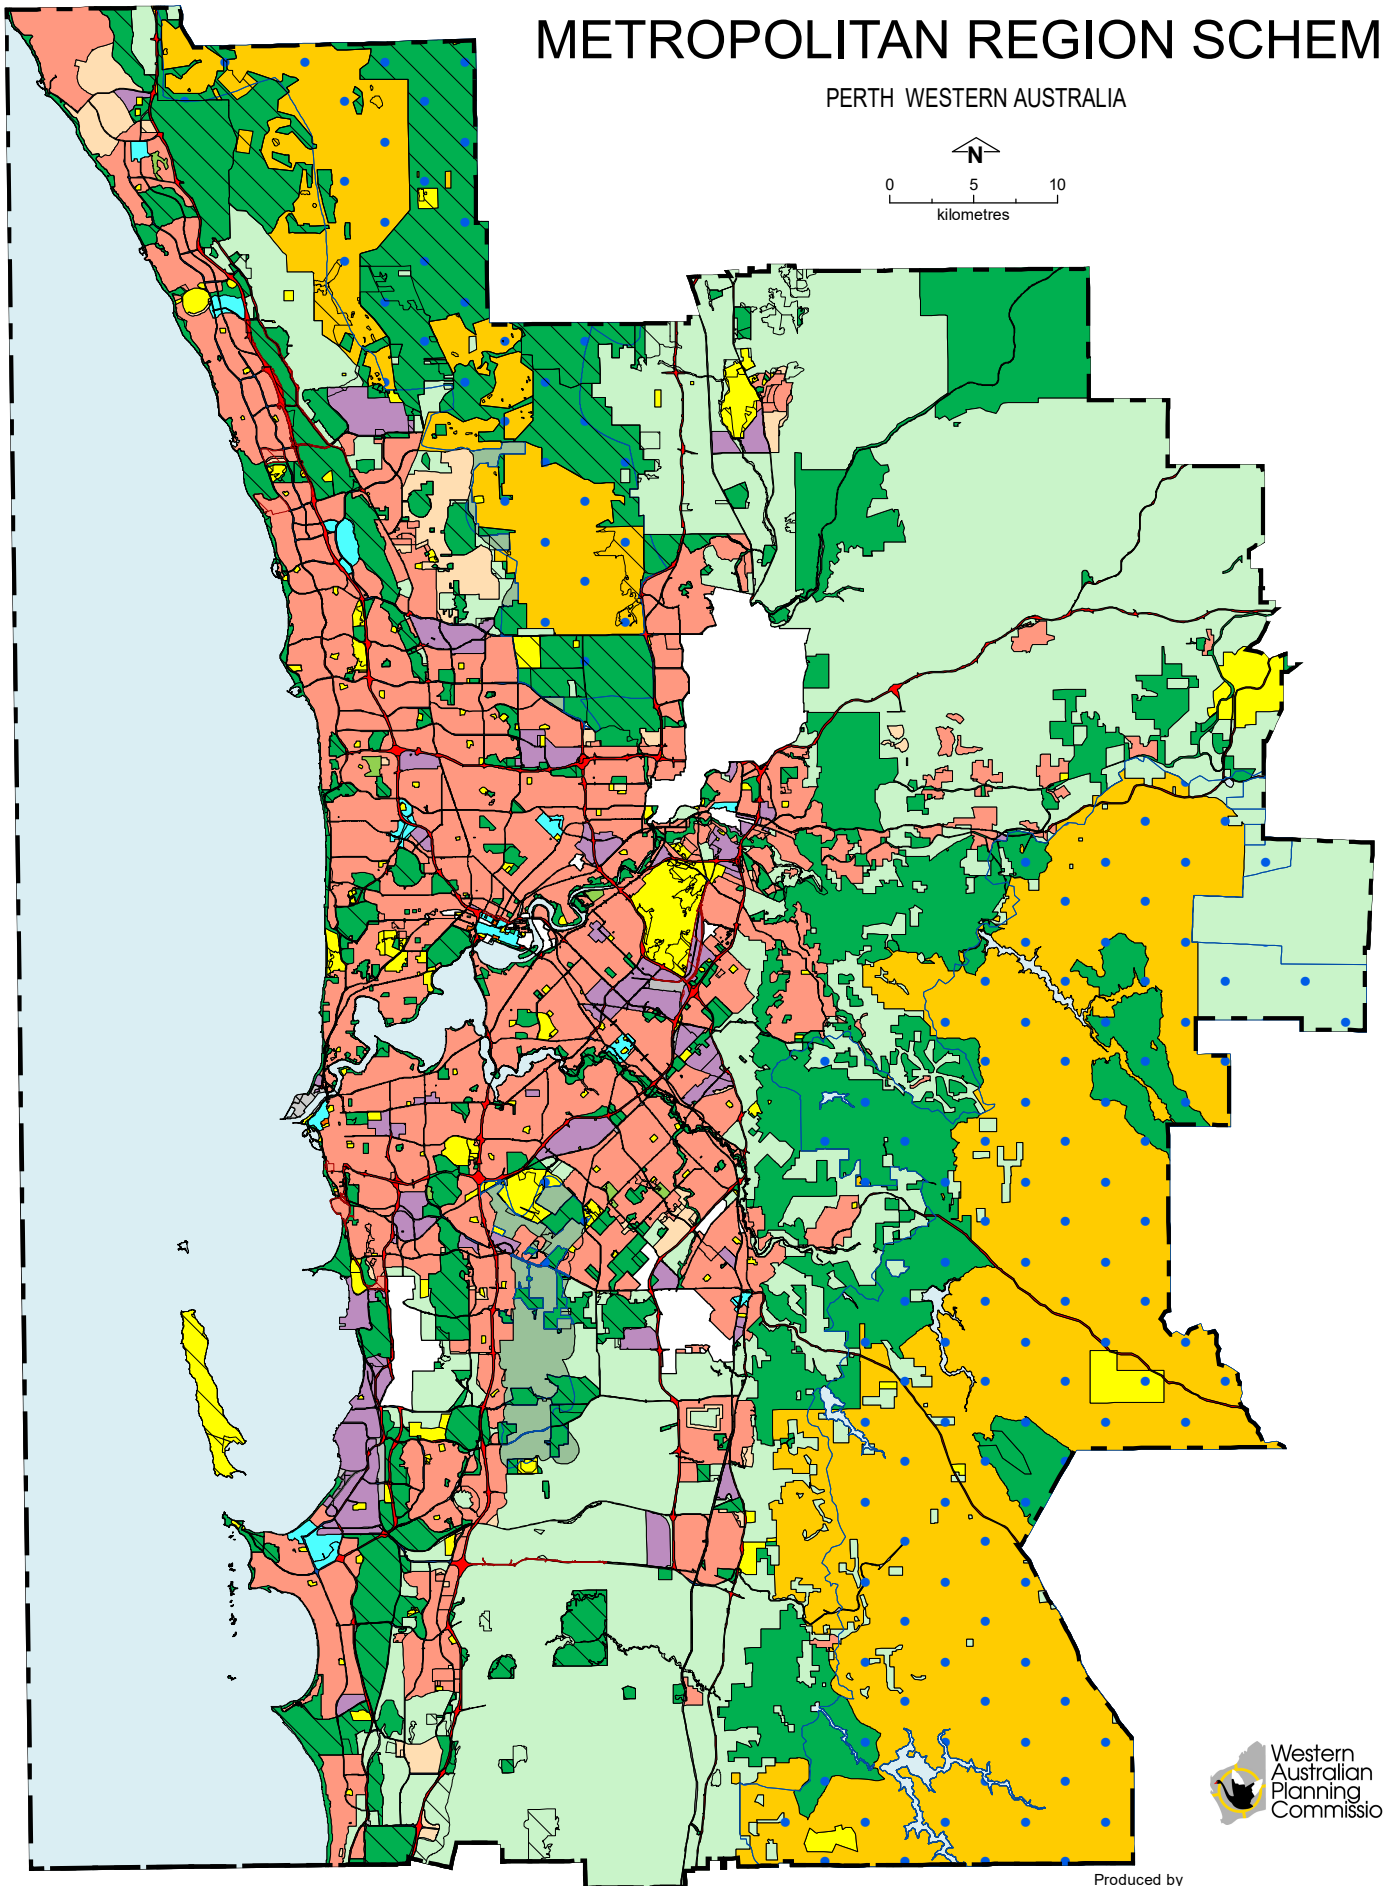 METROPOLITAN REGION SCHEM
PERTH WESTERN AUSTRALIA
N
0 5 10
kilometres
Western
Australian
Planning
Commissio
Produced by